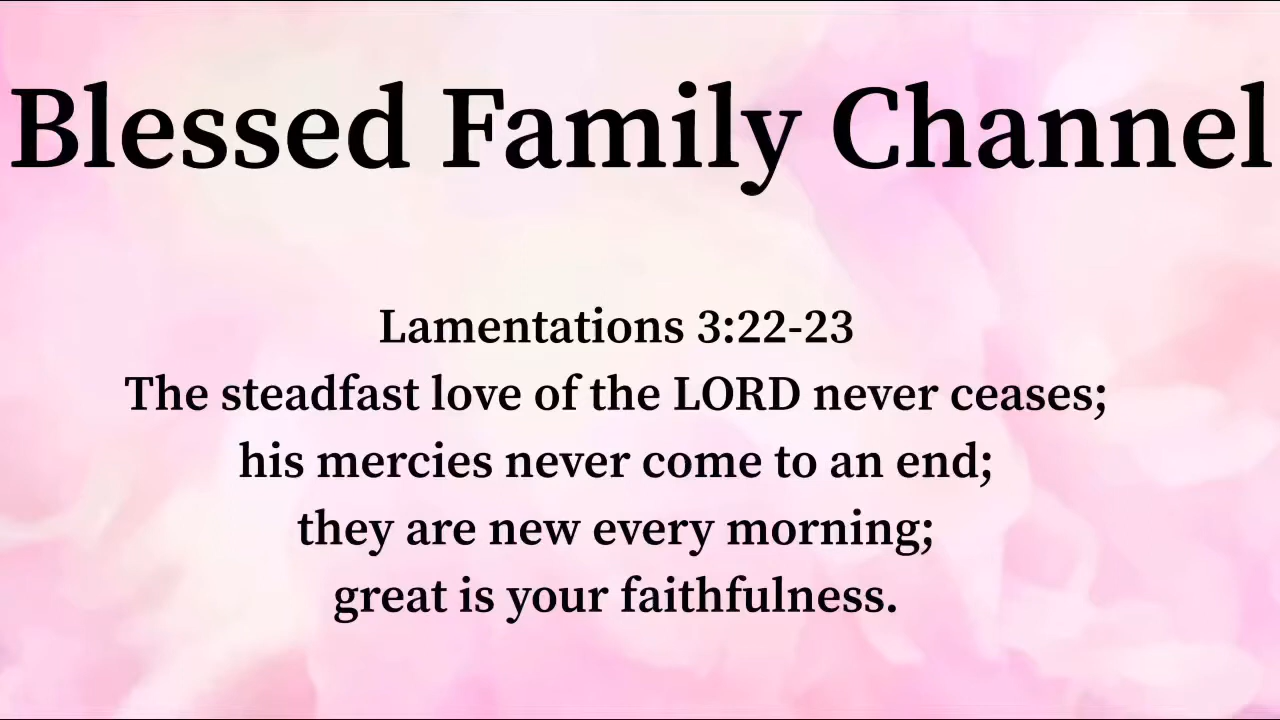 Blessed Family Channel
Lamentations 3:22-23
The steadfast love of the LORD never ceases;
his mercies never come to an end;
they are new every morning;
great is your faithfulness.